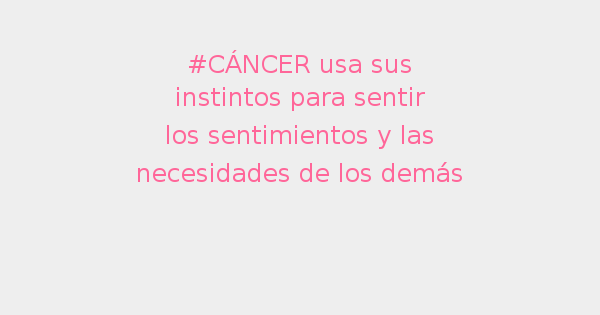 #CÁNCER usa sus
instintos para sentir
los sentimientos y las
necesidades de los demás